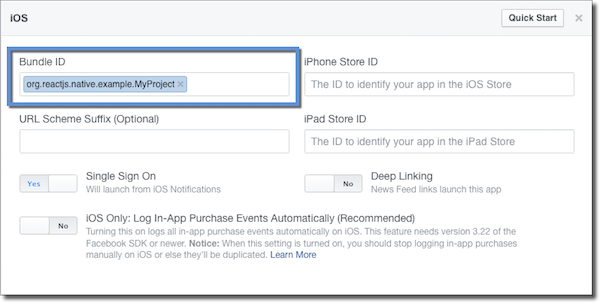 iOS
Quick Start
Bundle ID
iPhone Store ID
org.reactjs.native.example.MyProject ×
The ID to identify your app in the iOS Store
URL Scheme Suffix (Optional)
iPad Store ID
The ID to identify your app in the iPad Store
Yes
Single Sign On
Will launch from iOS Notifications
No
Deep Linking
News Feed links launch this app
No
iOS Only: Log In-App Purchase Events Automatically (Recommended)
Turning this on logs all in-app purchase events automatically on iOS. This feature needs version 3.22 of the
Facebook SDK or newer. Notice: When this setting is turned on, you should stop logging in-app purchases
manually on iOS or else they'll be duplicated. Learn More